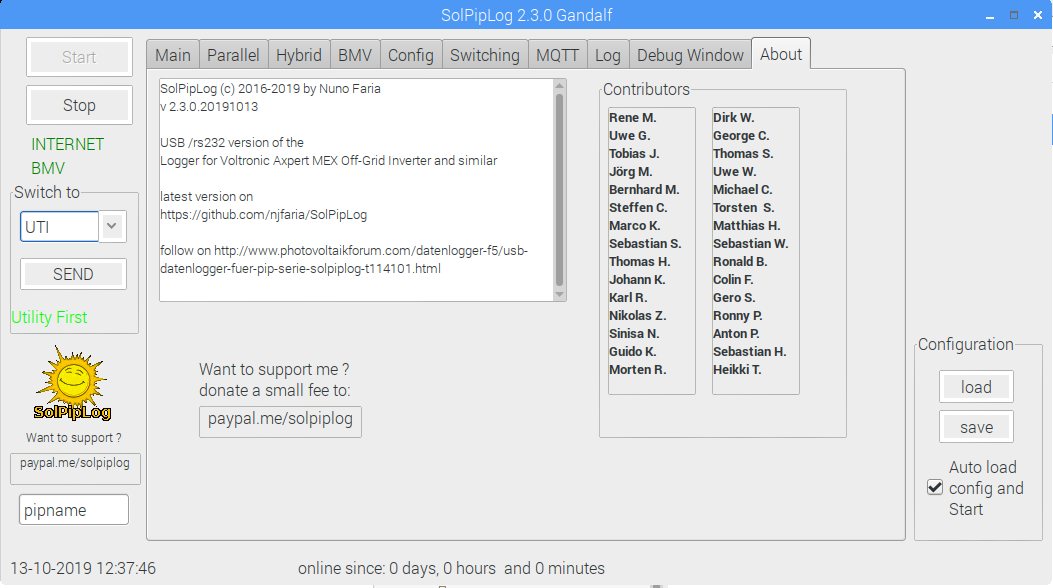 SolPipLog 2.3.0 Gandalf
Start
Stop
INTERNET
BMV
Switch to
UTI
SEND
Utility First
SolPipLog
Want to support ?
paypal.me/solpiplog
pipname
Main Parallel Hybrid BMV Config Switching MQTT Log Debug Window About
SolPipLog (c) 2016-2019 by Nuno Faria
v 2.3.0.20191013
USB /rs232 version of the
Logger for Voltronic Axpert MEX Off-Grid Inverter and similar
latest version on
https://github.com/njfaria/SolPipLog
follow on http://www.photovoltaikforum.com/datenlogger-f5/usb-
datenlogger-fuer-pip-serie-solpiplog-t114101.html
Want to support me ?
donate a small fee to:
paypal.me/solpiplog
Contributors
Rene M.
Uwe G.
Tobias J.
Jörg M.
Bernhard M.
Steffen C.
Marco K.
Sebastian S.
Thomas H.
Johann K.
Karl R.
Nikolas Z.
Sinisa N.
Guido K.
Morten R.
Dirk W.
George C.
Thomas S.
Uwe W.
Michael C.
Torsten  S.
Matthias H.
Sebastian W.
Ronald B.
Colin F.
Gero S.
Ronny P.
Anton P.
Sebastian H.
Heikki T.
Configuration
load
save
Auto load
config and
Start
13-10-2019 12:37:46
online since: 0 days, 0 hours  and 0 minutes